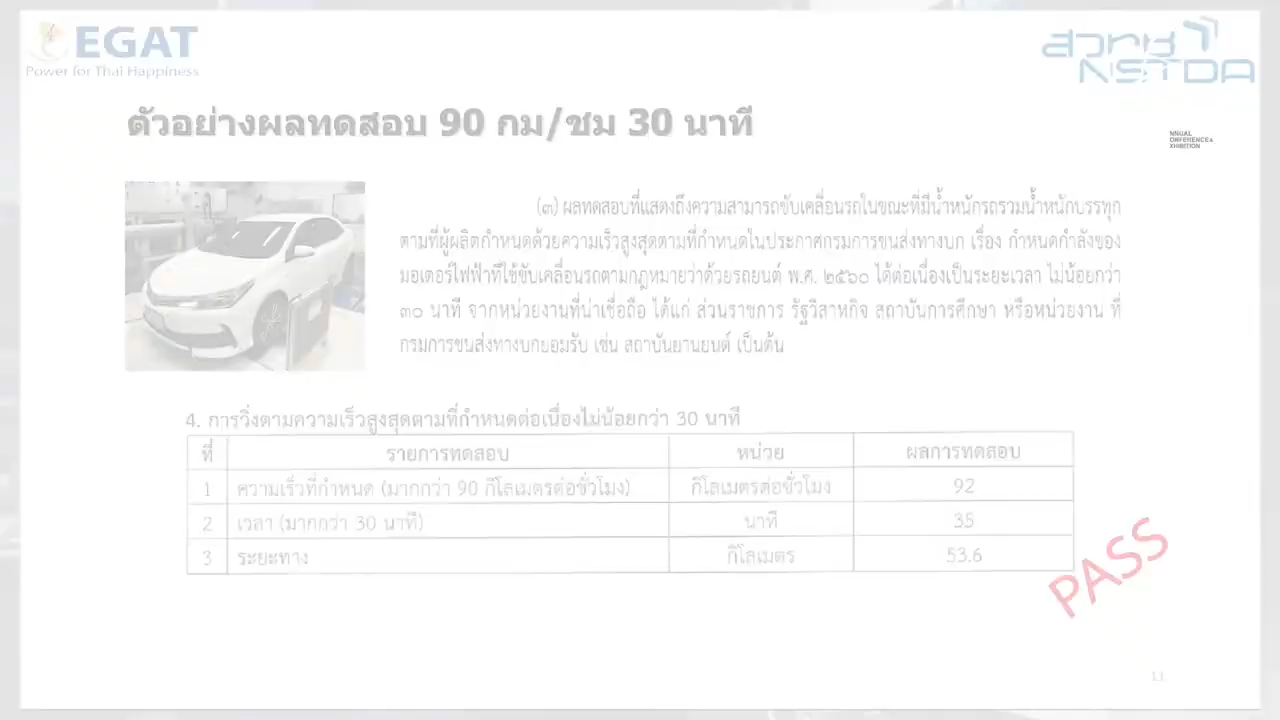 EGAT
Power for Thai Happiness
สวทช
NSTDA
ตัวอย่างผลทดสอบ 90 กม/ชม 30 นาที
NNUAL
ONFERENCE &
XHIBITION
(๓) ผลทดสอบที่แสดงถึงความสามารถขับเคลื่อนรถในขณะที่มีน้ำหนักรถรวมน้ำหนักบรรทุก
ตามที่ผู้ผลิตกำหนดด้วยความเร็วสูงสุดตามที่กำหนดในประกาศกรมการขนส่งทางบก เรื่อง กำหนดกำลังของ
มอเตอร์ไฟฟ้าที่ใช้ขับเคลื่อนรถตามกฎหมายว่าด้วยรถยนต์ พ.ศ. ๒๕๖๐ ได้ต่อเนื่องเป็นระยะเวลา ไม่น้อยกว่า
๓๐ นาที จากหน่วยงานที่น่าเชื่อถือ ได้แก่ ส่วนราชการ รัฐวิสาหกิจ สถาบันการศึกษา หรือหน่วยงาน ที่
กรมการขนส่งทางบกยอมรับ เช่น สถาบันยานยนต์ เป็นต้น
4. การวิ่งตามความเร็วสูงสุดตามที่กำหนดต่อเนื่องไม่น้อยกว่า 30 นาที
ที่ รายการทดสอบ หน่วย ผลการทดสอบ
1 ความเร็วที่กำหนด (มากกว่า 90 กิโลเมตรต่อชั่วโมง) กิโลเมตรต่อชั่วโมง 92
2 เวลา (มากกว่า 30 นาที) นาที 35
3 ระยะทาง กิโลเมตร 53.6
PASS
11